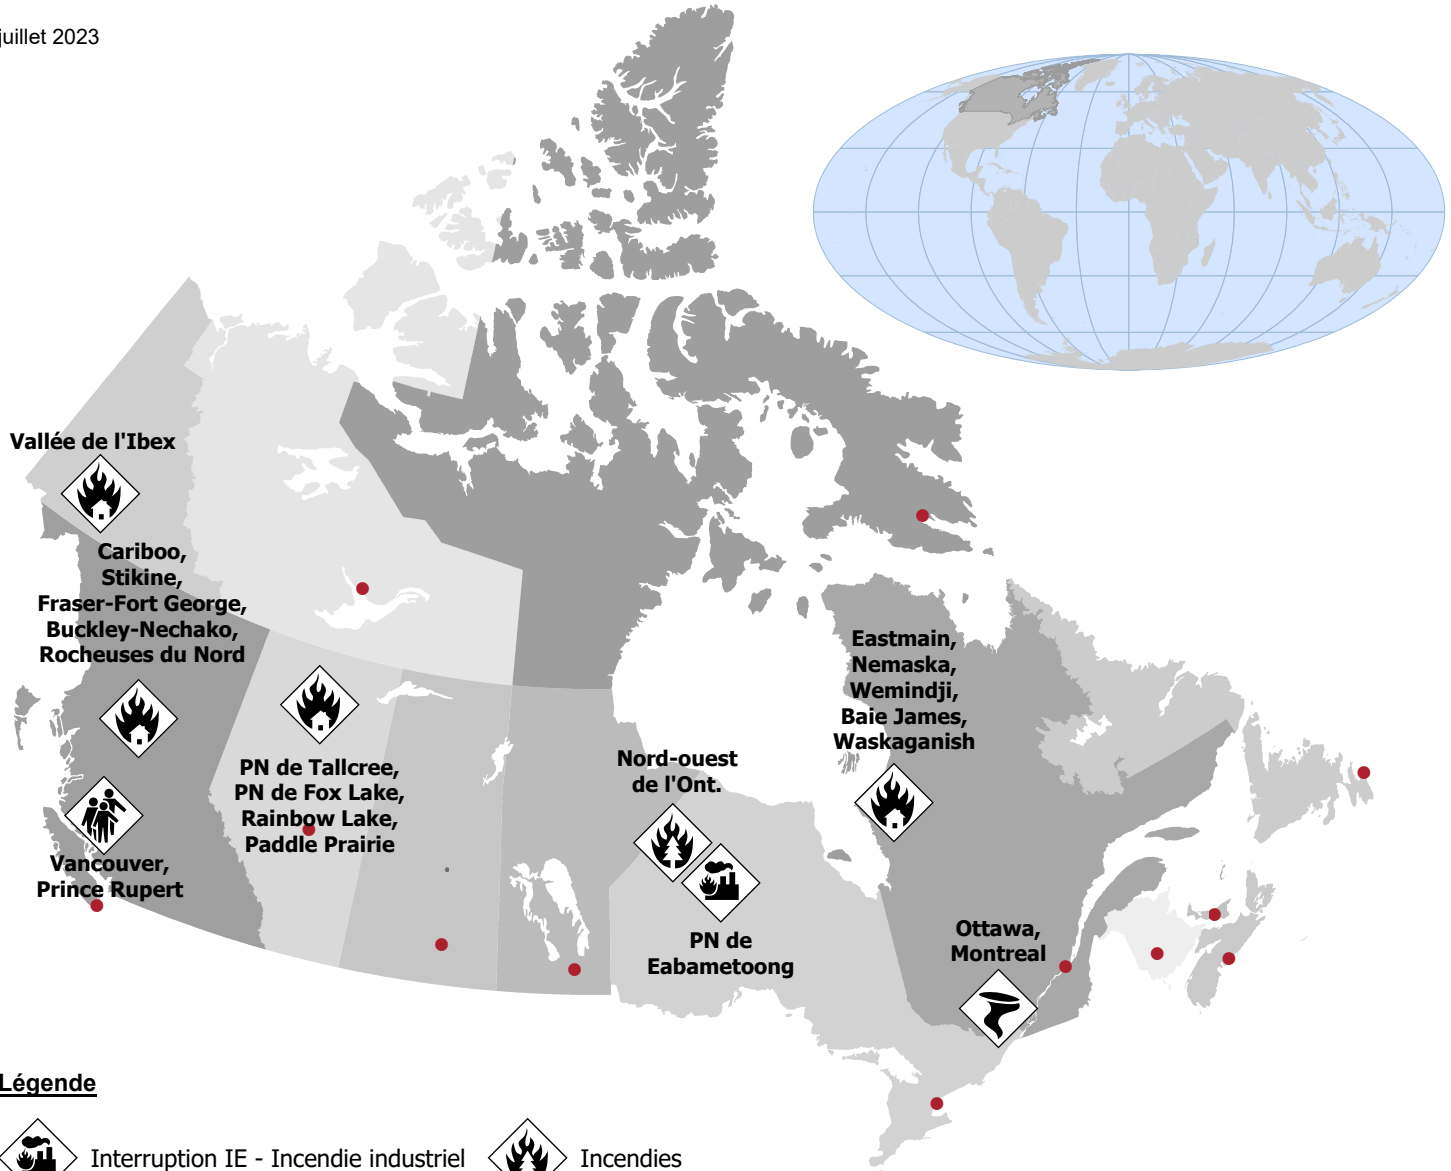 juillet 2023
Vallée de l'Ibex
Cariboo,
Stikine,
Fraser-Fort George,
Buckley-Nechako,
Rocheuses du Nord
PN de Tallcree,
PN de Fox Lake,
Rainbow Lake,
Paddle Prairie
Vancouver,
Prince Rupert
Nord-ouest
de l'Ont.
PN de
Eabametoong
Eastmain,
Nemaska,
Wemindji,
Baie James,
Waskaganish
Ottawa,
Montreal
Légende
Interruption IE - Incendie industriel
Incendies